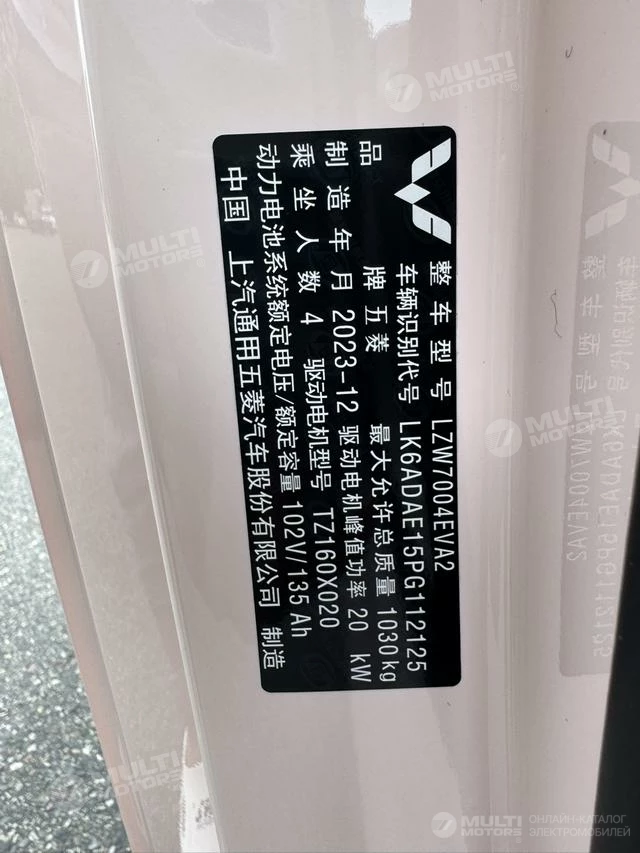 整车型号 LZW7004EVA2
车辆识别代号 LK6ADAE15PG112125
品 牌 五菱 最大允许总质量 1030kg
制造年月 2023-12 驱动电机峰值功率 20 kW
乘坐人数 4 驱动电机型号 TZ160X020
动力电池系统额定电压/额定容量 102V/135Ah
中国 上汽通用五菱汽车股份有限公司 制造
MULTI
MOTORS®
MULTI
MOTORS®
MULTI
MOTORS®
MULTI
MOTORS®
MULTI
MOTORS®
ОНЛАЙН-КАТАЛОГ
ЭЛЕКТРОМОБИЛЕЙ